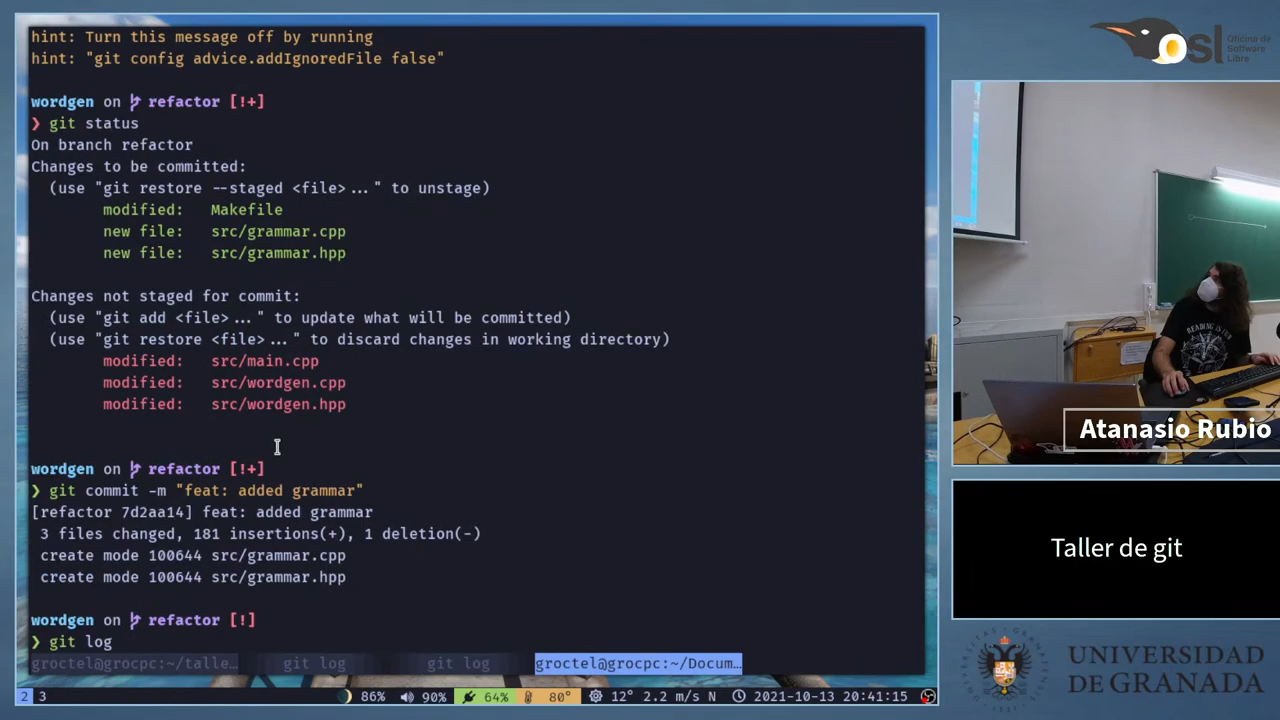 hint: Turn this message off by running
hint: "git config advice.addIgnoredFile false"
wordgen on refactor [!+]
❯ git status
On branch refactor
Changes to be committed:
(use "git restore --staged <file>..." to unstage)
modified: Makefile
new file: src/grammar.cpp
new file: src/grammar.hpp
Changes not staged for commit:
(use "git add <file>..." to update what will be committed)
(use "git restore <file>..." to discard changes in working directory)
modified: src/main.cpp
modified: src/wordgen.cpp
modified: src/wordgen.hpp
wordgen on refactor [!+]
❯ git commit -m "feat: added grammar"
[refactor 7d2aa14] feat: added grammar
3 files changed, 181 insertions(+), 1 deletion(-)
create mode 100644 src/grammar.cpp
create mode 100644 src/grammar.hpp
wordgen on refactor [!]
❯ git log
groctel@grocpc:~/talle… git log git log groctel@grocpc:~/Docum…
2 3 86% 90% 64% 80° 12° 2.2 m/s N 2021-10-13 20:41:15
osl
Oficina de
Software
Libre
READING IS FUN
Atanasio Rubio
Taller de git
UNIVERSIDAD
DE GRANADA